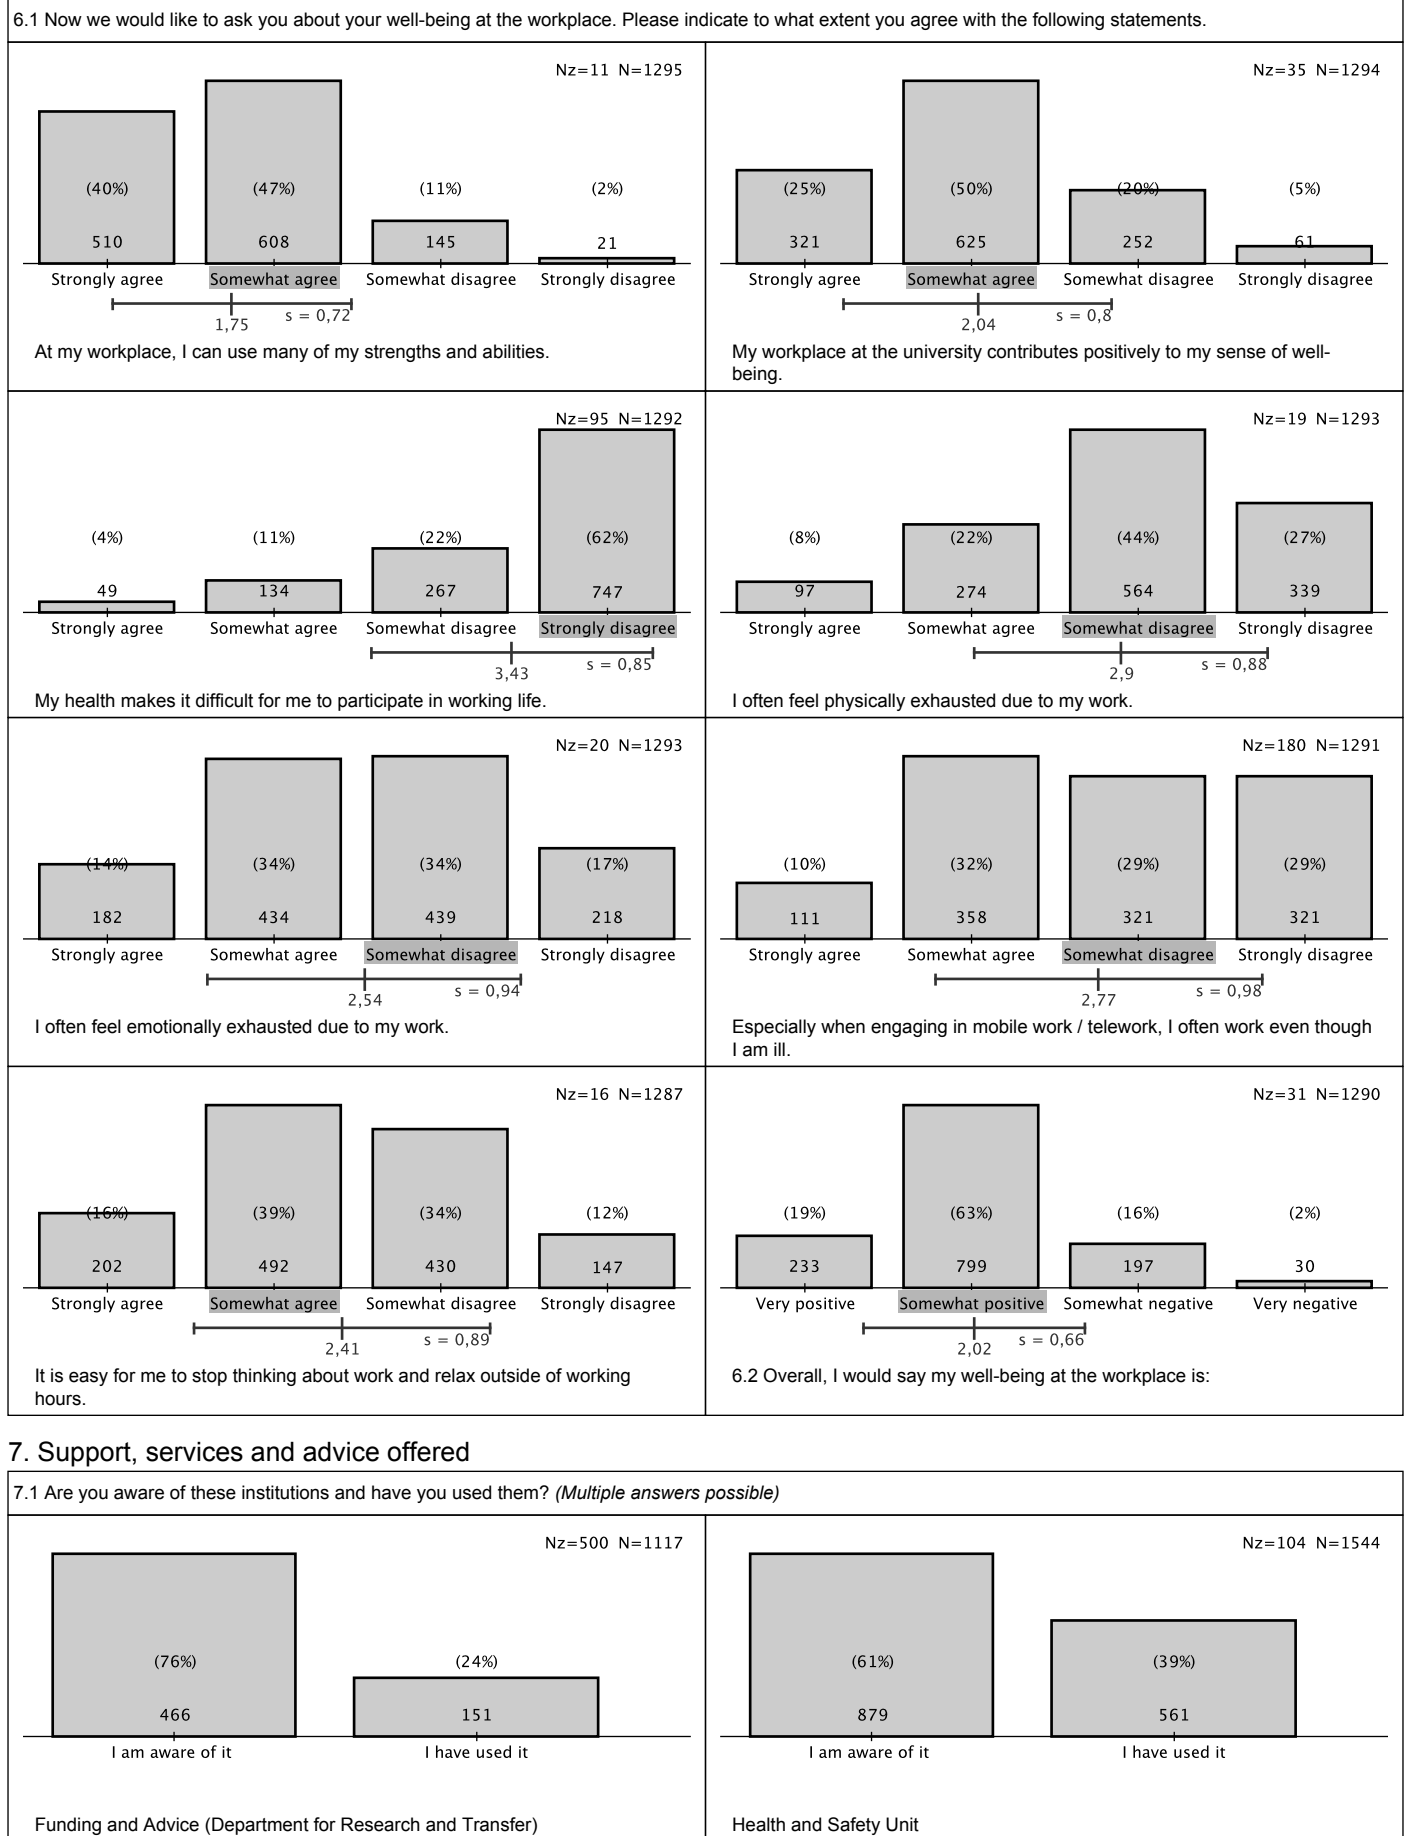 6.1 Now we would like to ask you about your well-being at the workplace. Please indicate to what extent you agree with the following statements.
Nz=11 N=1295
(40%) (47%) (11%) (2%)
510 608 145 21
Strongly agree Somewhat agree Somewhat disagree Strongly disagree
1,75 s = 0,72
At my workplace, I can use many of my strengths and abilities.
Nz=35 N=1294
(25%) (50%) (20%) (5%)
321 625 252 61
Strongly agree Somewhat agree Somewhat disagree Strongly disagree
2,04 s = 0,8
My workplace at the university contributes positively to my sense of well-
being.
Nz=95 N=1292
(4%) (11%) (22%) (62%)
49 134 267 747
Strongly agree Somewhat agree Somewhat disagree Strongly disagree
3,43 s = 0,85
My health makes it difficult for me to participate in working life.
Nz=19 N=1293
(8%) (22%) (44%) (27%)
97 274 564 339
Strongly agree Somewhat agree Somewhat disagree Strongly disagree
2,9 s = 0,88
I often feel physically exhausted due to my work.
Nz=20 N=1293
(14%) (34%) (34%) (17%)
182 434 439 218
Strongly agree Somewhat agree Somewhat disagree Strongly disagree
2,54 s = 0,94
I often feel emotionally exhausted due to my work.
Nz=180 N=1291
(10%) (32%) (29%) (29%)
111 358 321 321
Strongly agree Somewhat agree Somewhat disagree Strongly disagree
2,77 s = 0,98
Especially when engaging in mobile work / telework, I often work even though
I am ill.
Nz=16 N=1287
(16%) (39%) (34%) (12%)
202 492 430 147
Strongly agree Somewhat agree Somewhat disagree Strongly disagree
2,41 s = 0,89
It is easy for me to stop thinking about work and relax outside of working
hours.
Nz=31 N=1290
(19%) (63%) (16%) (2%)
233 799 197 30
Very positive Somewhat positive Somewhat negative Very negative
2,02 s = 0,66
6.2 Overall, I would say my well-being at the workplace is:
7. Support, services and advice offered
7.1 Are you aware of these institutions and have you used them? (Multiple answers possible)
Nz=500 N=1117
(76%) (24%)
466 151
I am aware of it I have used it
Funding and Advice (Department for Research and Transfer)
Nz=104 N=1544
(61%) (39%)
879 561
I am aware of it I have used it
Health and Safety Unit